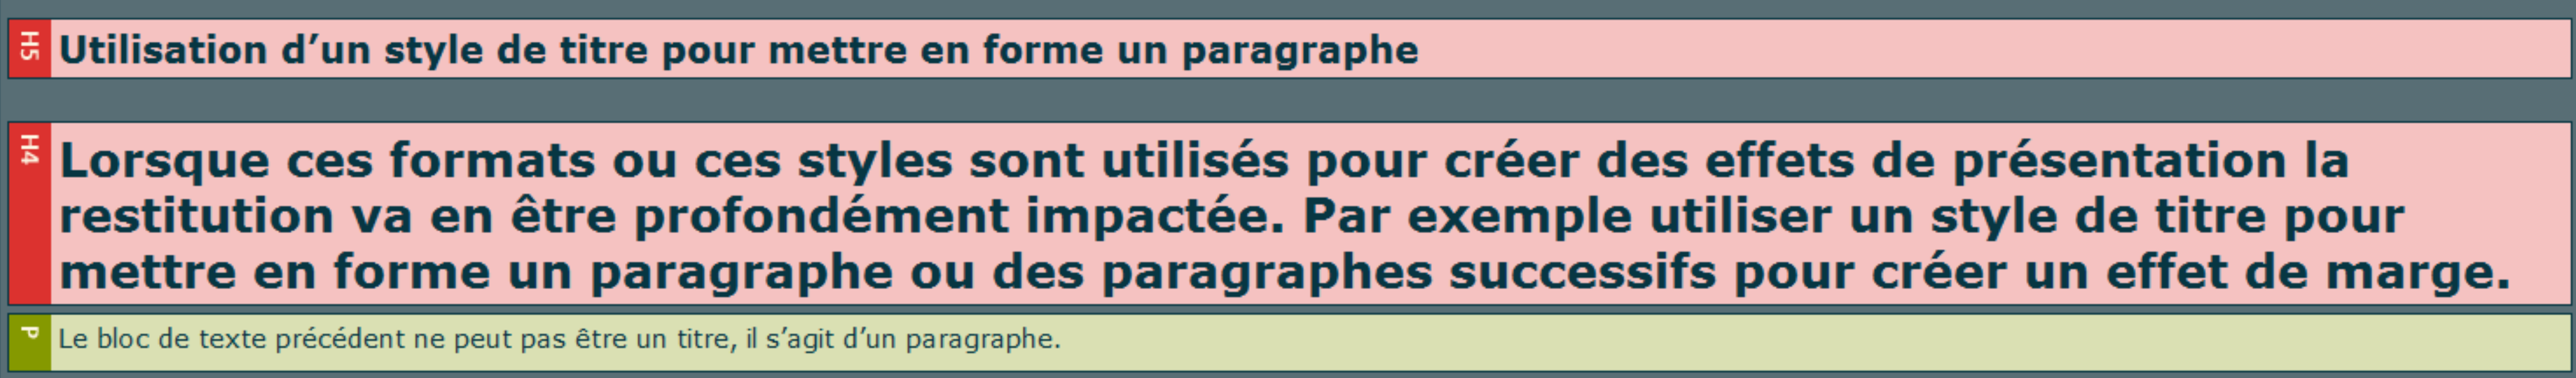 H5
Utilisation d’un style de titre pour mettre en forme un paragraphe
H4
Lorsque ces formats ou ces styles sont utilisés pour créer des effets de présentation la
restitution va en être profondément impactée. Par exemple utiliser un style de titre pour
mettre en forme un paragraphe ou des paragraphes successifs pour créer un effet de marge.
P
Le bloc de texte précédent ne peut pas être un titre, il s’agit d’un paragraphe.